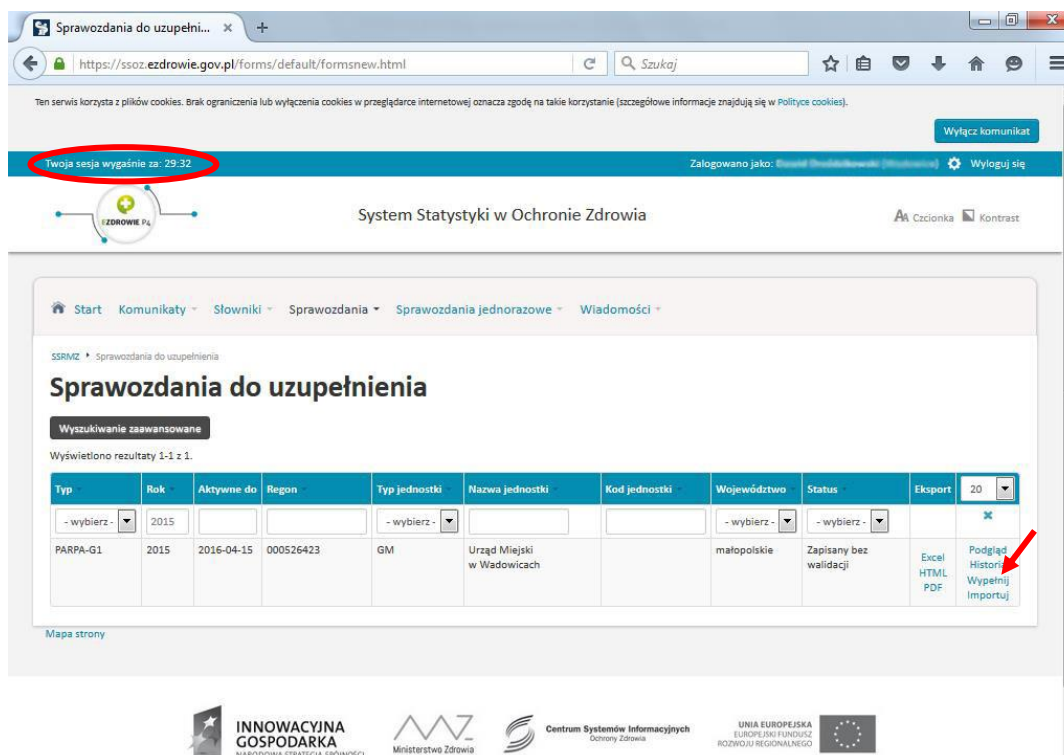 Sprawozdania do uzupełni... × +
https://ssoz.ezdrowie.gov.pl/forms/default/formsnew.html
Szukaj
Ten serwis korzysta z plików cookies. Brak ograniczenia lub wyłączenia cookies w przeglądarce internetowej oznacza zgodę na takie korzystanie (szczegółowe informacje znajdują się w Polityce cookies).
Wyłącz komunikat
Twoja sesja wygaśnie za: 29:32
Zalogowano jako:
Wyloguj się
EZDROWIE P4
System Statystyki w Ochronie Zdrowia
AA Czcionka Kontrast
Start Komunikaty Słowniki Sprawozdania Sprawozdania jednorazowe Wiadomości
SSRMZ Sprawozdania do uzupełnienia
Sprawozdania do uzupełnienia
Wyszukiwanie zaawansowane
Wyświetlono rezultaty 1-1 z 1.
Typ Rok Aktywne do Regon Typ jednostki Nazwa jednostki Kod jednostki Województwo Status Eksport 20
- wybierz - 2015 - wybierz - - wybierz - - wybierz -
PARPA-G1 2015 2016-04-15 000526423 GM Urząd Miejski w Wadowicach małopolskie Zapisany bez walidacji
Excel
HTML
PDF
Podgląd
Historia
Wypełnij
Importuj
Mapa strony
INNOWACYJNA
GOSPODARKA
NARODOWA STRATEGIA SPÓJNOŚCI
Ministerstwo Zdrowia
Centrum Systemów Informacyjnych
Ochrony Zdrowia
UNIA EUROPEJSKA
EUROPEJSKI FUNDUSZ
ROZWOJU REGIONALNEGO